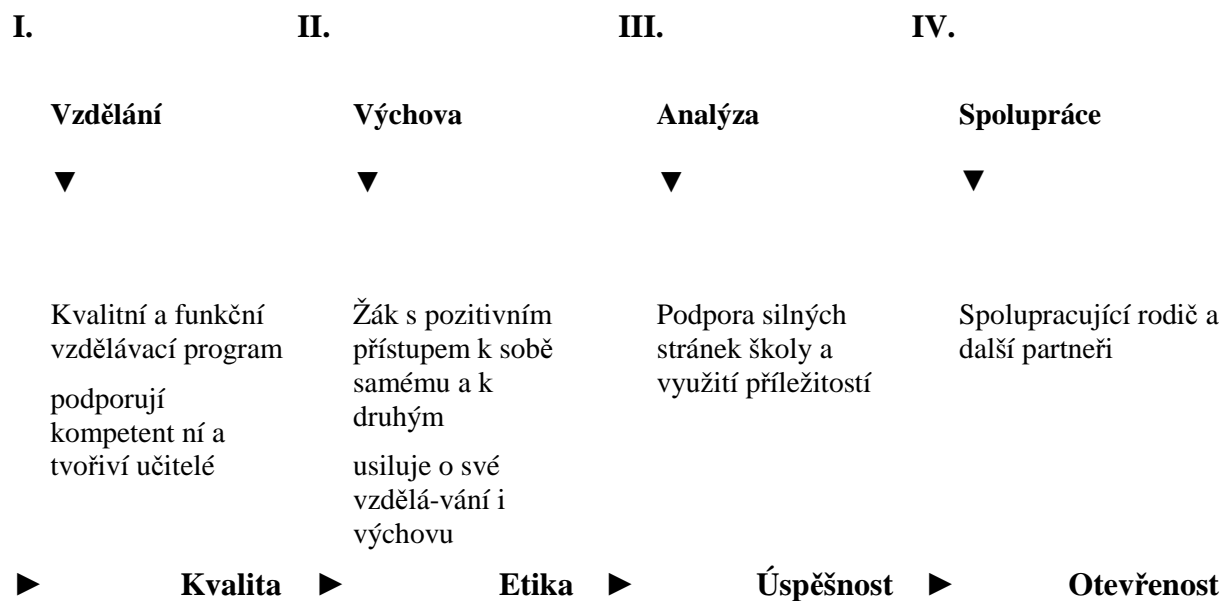 I. II. III. IV.
Vzdělání Výchova Analýza Spolupráce
▼ ▼ ▼ ▼
Kvalitní a funkční
vzdělávací program
podporují
kompetent ní a
tvořiví učitelé
Žák s pozitivním
přístupem k sobě
samému a k
druhým
usiluje o své
vzdělá-vání i
výchovu
Podpora silných
stránek školy a
využití příležitostí
Spolupracující rodič a
další partneři
► Kvalita ► Etika ► Úspěšnost ► Otevřenost